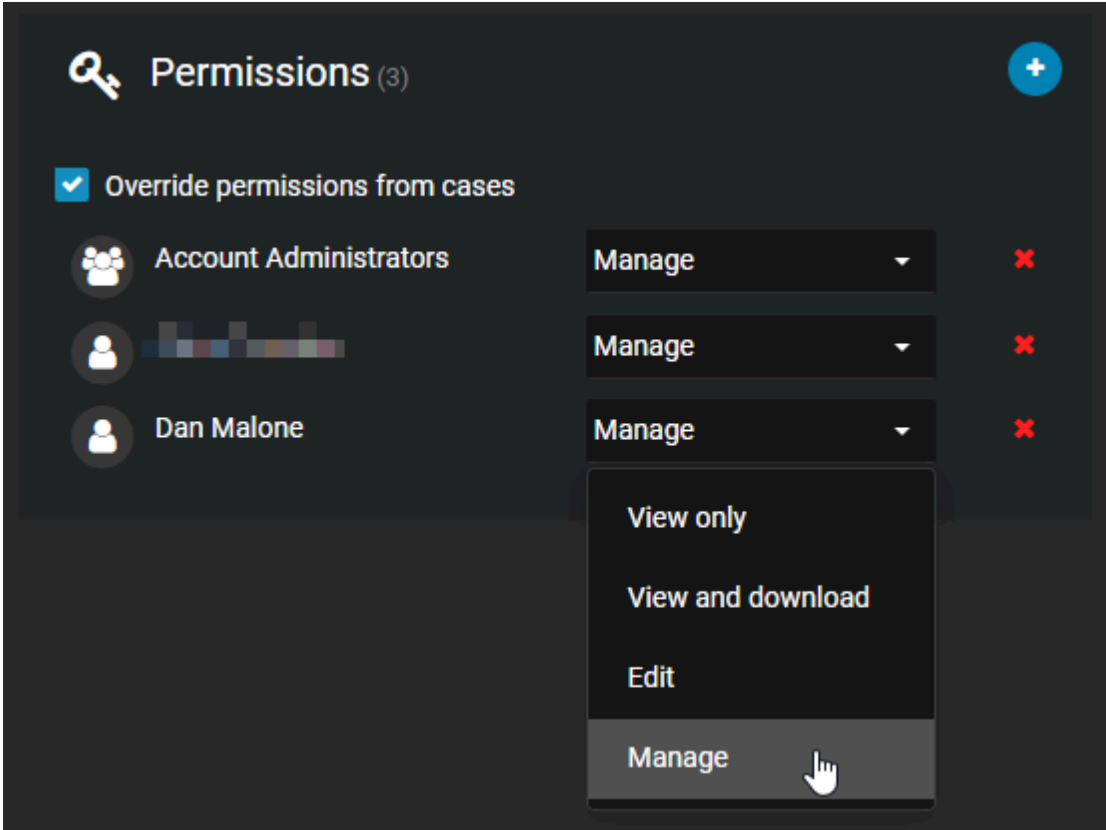 Permissions (3)
Override permissions from cases
Account Administrators Manage
Manage
Dan Malone Manage
View only
View and download
Edit
Manage